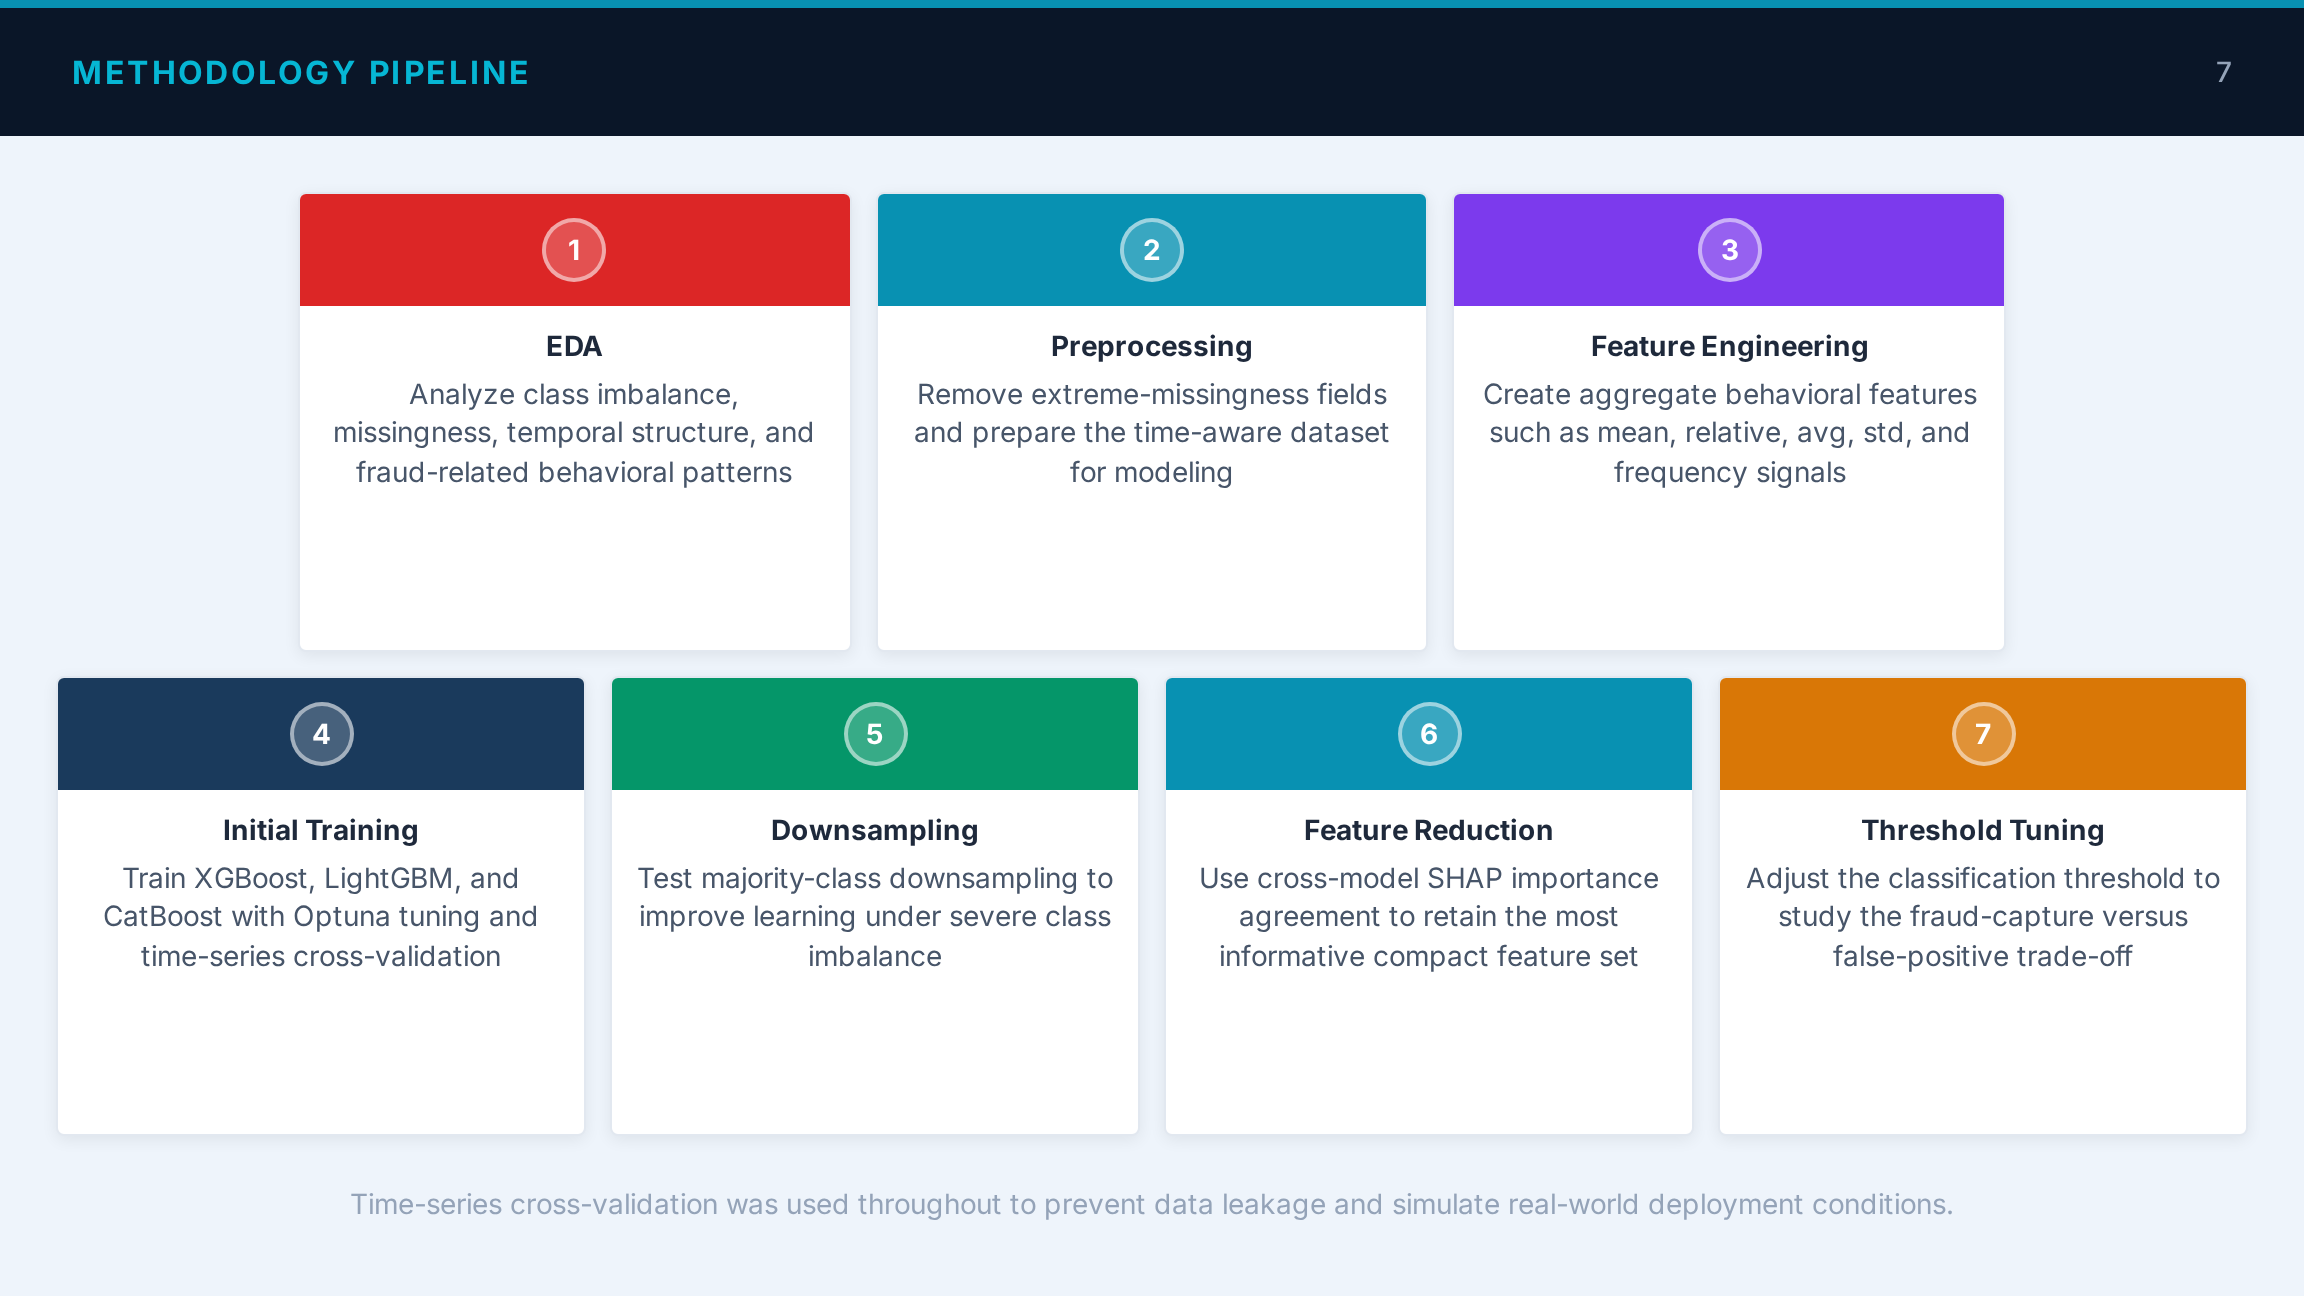 METHODOLOGY PIPELINE
7
1
EDA
Analyze class imbalance,
missingness, temporal structure, and
fraud-related behavioral patterns
2
Preprocessing
Remove extreme-missingness fields
and prepare the time-aware dataset
for modeling
3
Feature Engineering
Create aggregate behavioral features
such as mean, relative, avg, std, and
frequency signals
4
Initial Training
Train XGBoost, LightGBM, and
CatBoost with Optuna tuning and
time-series cross-validation
5
Downsampling
Test majority-class downsampling to
improve learning under severe class
imbalance
6
Feature Reduction
Use cross-model SHAP importance
agreement to retain the most
informative compact feature set
7
Threshold Tuning
Adjust the classification threshold to
study the fraud-capture versus
false-positive trade-off
Time-series cross-validation was used throughout to prevent data leakage and simulate real-world deployment conditions.